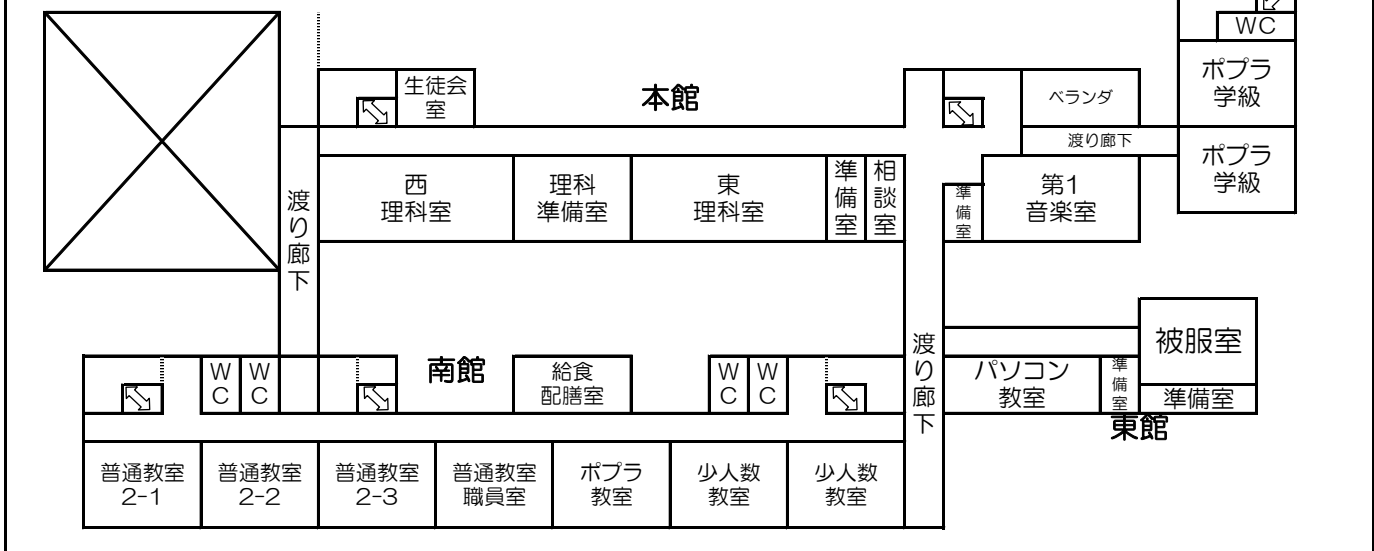 WC
ポプラ
学級
生徒会
室
本館
ベランダ
渡り廊下
ポプラ
学級
西
理科室
理科
準備室
東
理科室
準
備
室
相
談
室
準
備
室
第1
音楽室
渡
り
廊
下
被服室
準備室
渡
り
廊
下
パソコン
教室
準
備
室
東館
W
C
W
C
南館
給食
配膳室
W
C
W
C
普通教室
2-1
普通教室
2-2
普通教室
2-3
普通教室
職員室
ポプラ
教室
少人数
教室
少人数
教室